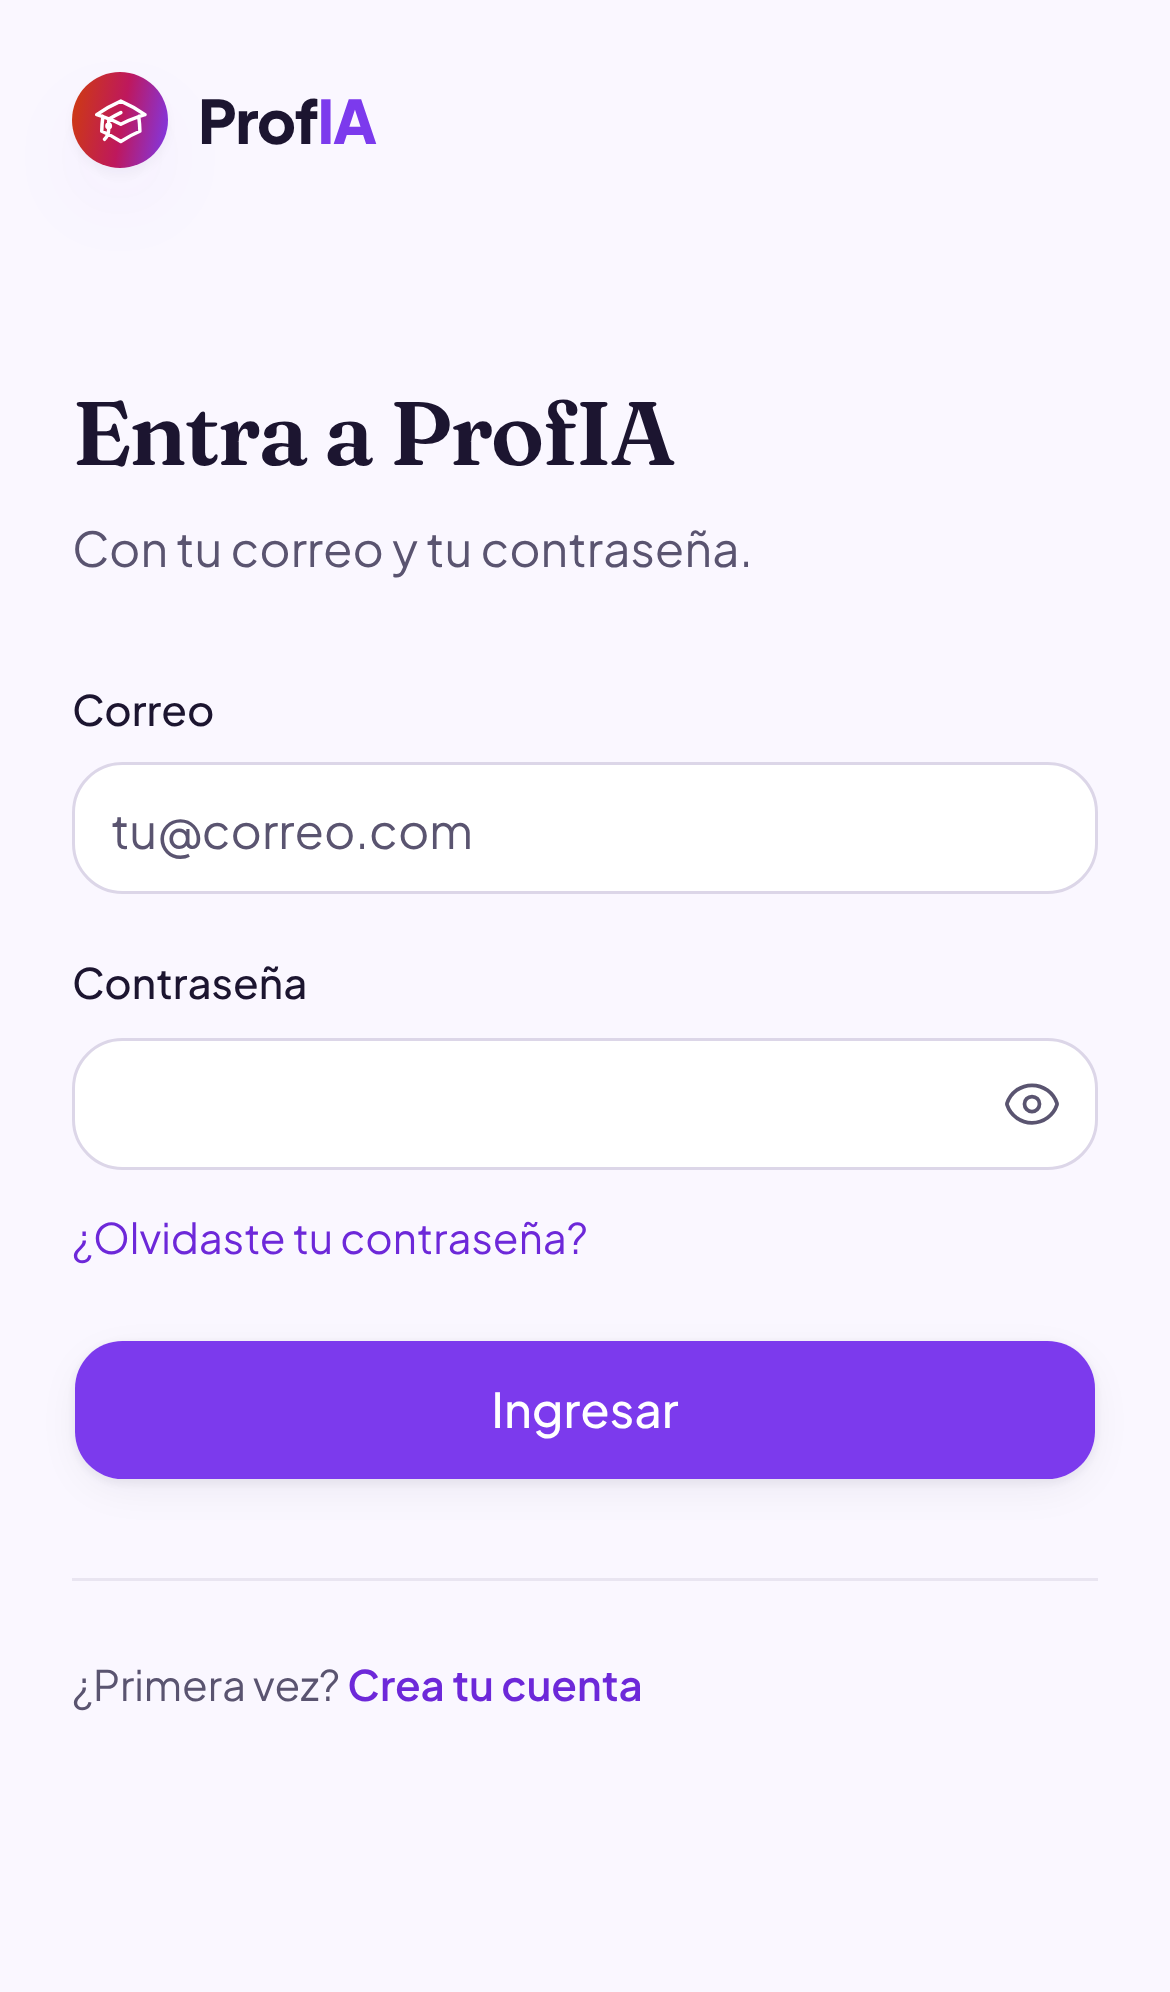 ProfIA
Entra a ProfIA
Con tu correo y tu contraseña.
Correo
tu@correo.com
Contraseña
¿Olvidaste tu contraseña?
Ingresar
¿Primera vez? Crea tu cuenta